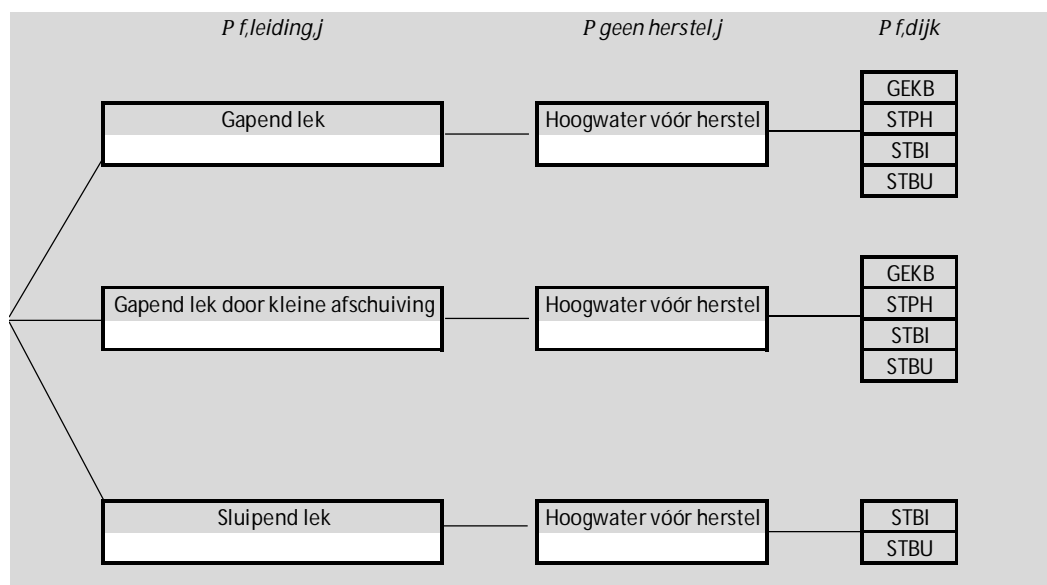 P f,leiding,j
P geen herstel,j
P f,dijk
Gapend lek
Hoogwater vóór herstel
GEKB
STPH
STBI
STBU
Gapend lek door kleine afschuiving
Hoogwater vóór herstel
GEKB
STPH
STBI
STBU
Sluipend lek
Hoogwater vóór herstel
STBI
STBU